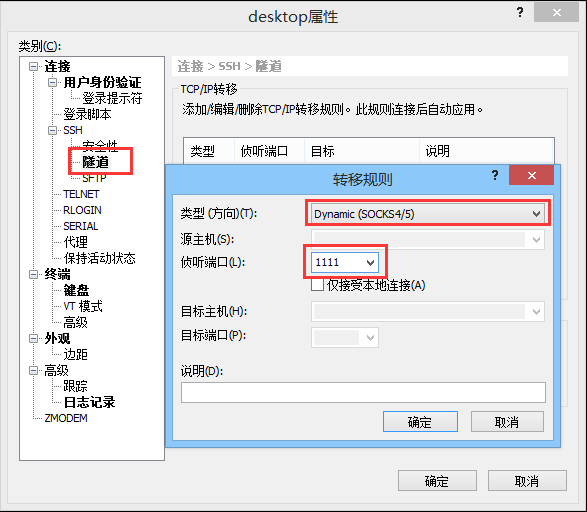 desktop属性
类别(C):
连接
用户身份验证
登录提示符
登录脚本
SSH
安全性
隧道
SFTP
TELNET
RLOGIN
SERIAL
代理
保持活动状态
终端
键盘
VT 模式
高级
外观
边距
高级
跟踪
日志记录
ZMODEM
连接 > SSH > 隧道
TCP/IP转移
添加/编辑/删除TCP/IP转移规则。此规则连接后自动应用。
类型 侦听端口 目标 说明
转移规则
类型 (方向)(T): Dynamic (SOCKS4/5)
源主机(S):
侦听端口(L): 1111
仅接受本地连接(A)
目标主机(H):
目标端口(P):
说明(D):
确定 取消
确定 取消